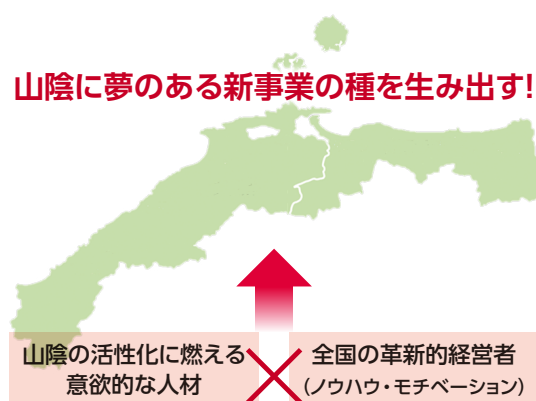 山陰に夢のある新事業の種を生み出す!
山陰の活性化に燃える
意欲的な人材
全国の革新的経営者
(ノウハウ・モチベーション)